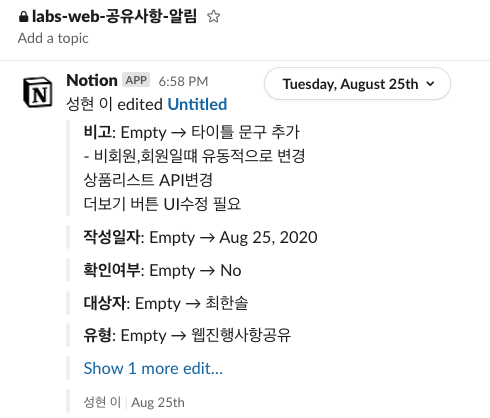 labs-web-공유사항-알림
Add a topic
Notion APP 6:58 PM
Tuesday, August 25th
성현 이 edited Untitled
비고: Empty → 타이틀 문구 추가
- 비회원,회원일떄 유동적으로 변경
상품리스트 API변경
더보기 버튼 UI수정 필요
작성일자: Empty → Aug 25, 2020
확인여부: Empty → No
대상자: Empty → 최한솔
유형: Empty → 웹진행사항공유
Show 1 more edit...
성현 이 | Aug 25th